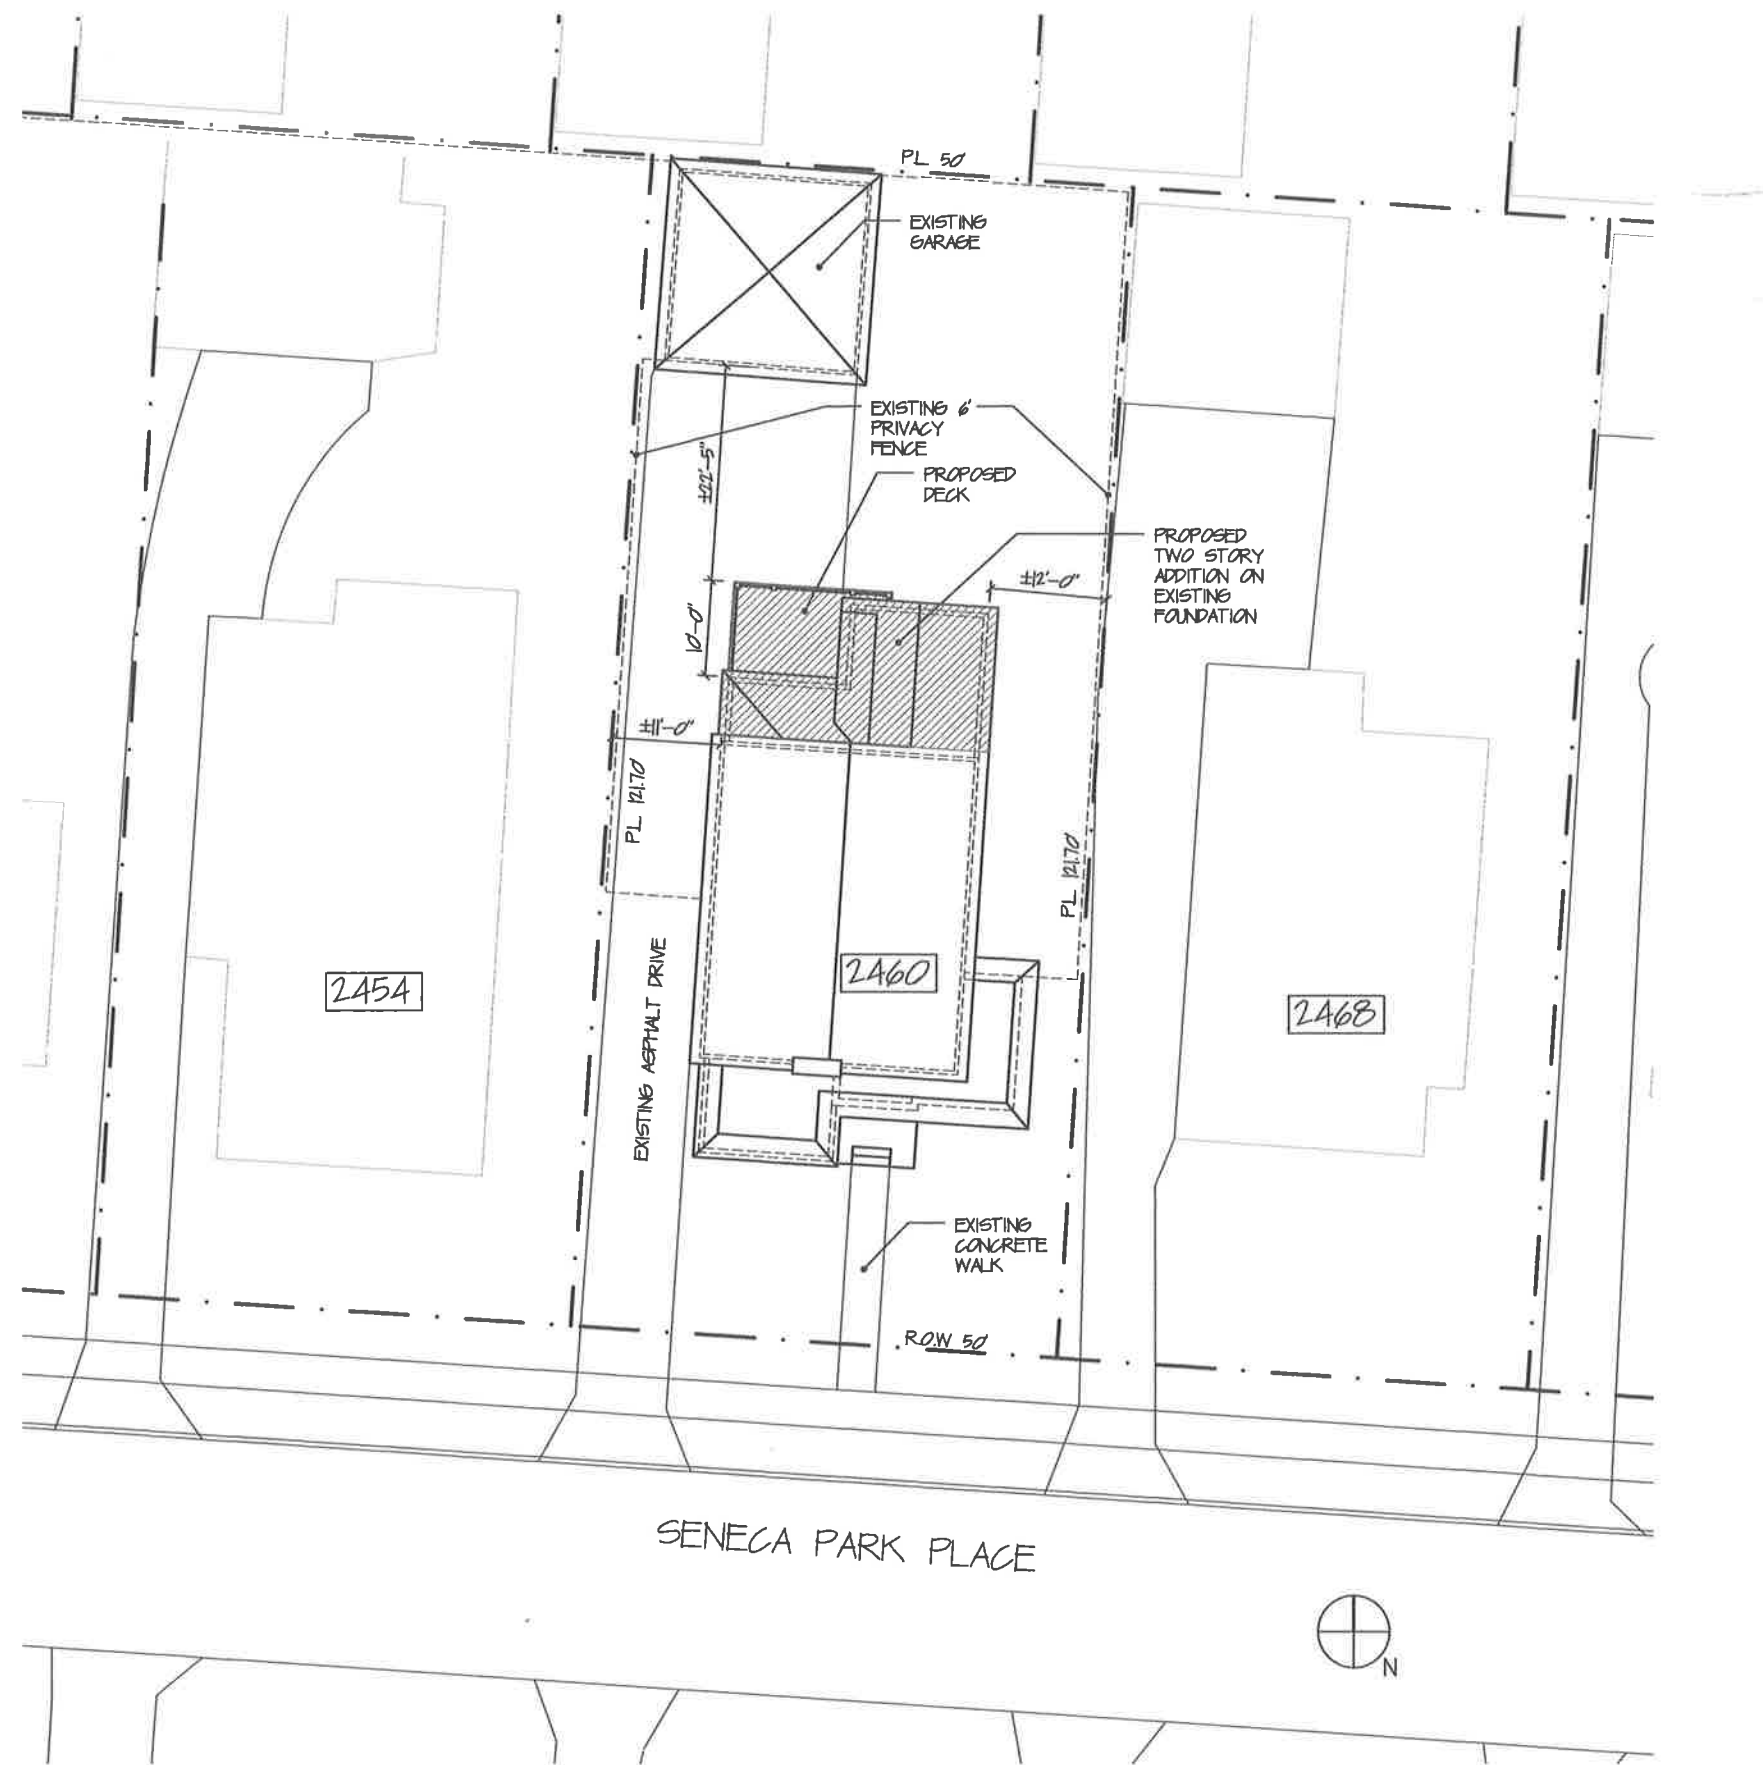 PL 50'
EXISTING
GARAGE
EXISTING 6'
PRIVACY
FENCE
±22'-5"
PROPOSED
DECK
PROPOSED
TWO STORY
ADDITION ON
EXISTING
FOUNDATION
±12'-0"
10'-0"
±11'-0"
PL 121.70'
PL 121.70'
2454
2460
2468
EXISTING ASPHALT DRIVE
EXISTING
CONCRETE
WALK
R.O.W 50'
SENECA PARK PLACE
N